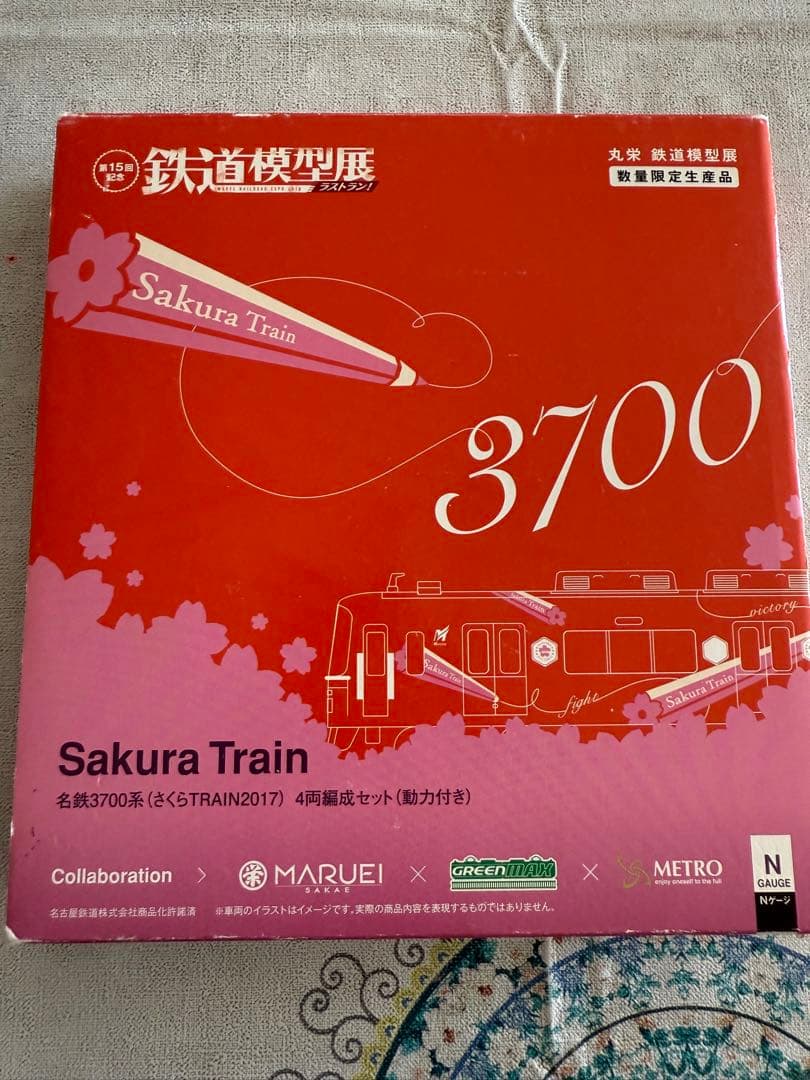 第15回
記念
鉄道模型展
ラストラン!
丸栄 鉄道模型展
数量限定生産品
Sakura Train
3700
Sakura Train
victory
Sakura Train
fight
Sakura Train
Sakura Train
名鉄3700系(さくらTRAIN2017) 4両編成セット(動力付き)
Collaboration > 栄 MARUEI SAKAE × GREENMAX × METRO
enjoy oneself to the full
N
GAUGE
Nゲージ
名古屋鉄道株式会社商品化許諾済 ※車両のイラストはイメージです。実際の商品内容を表現するものではありません。